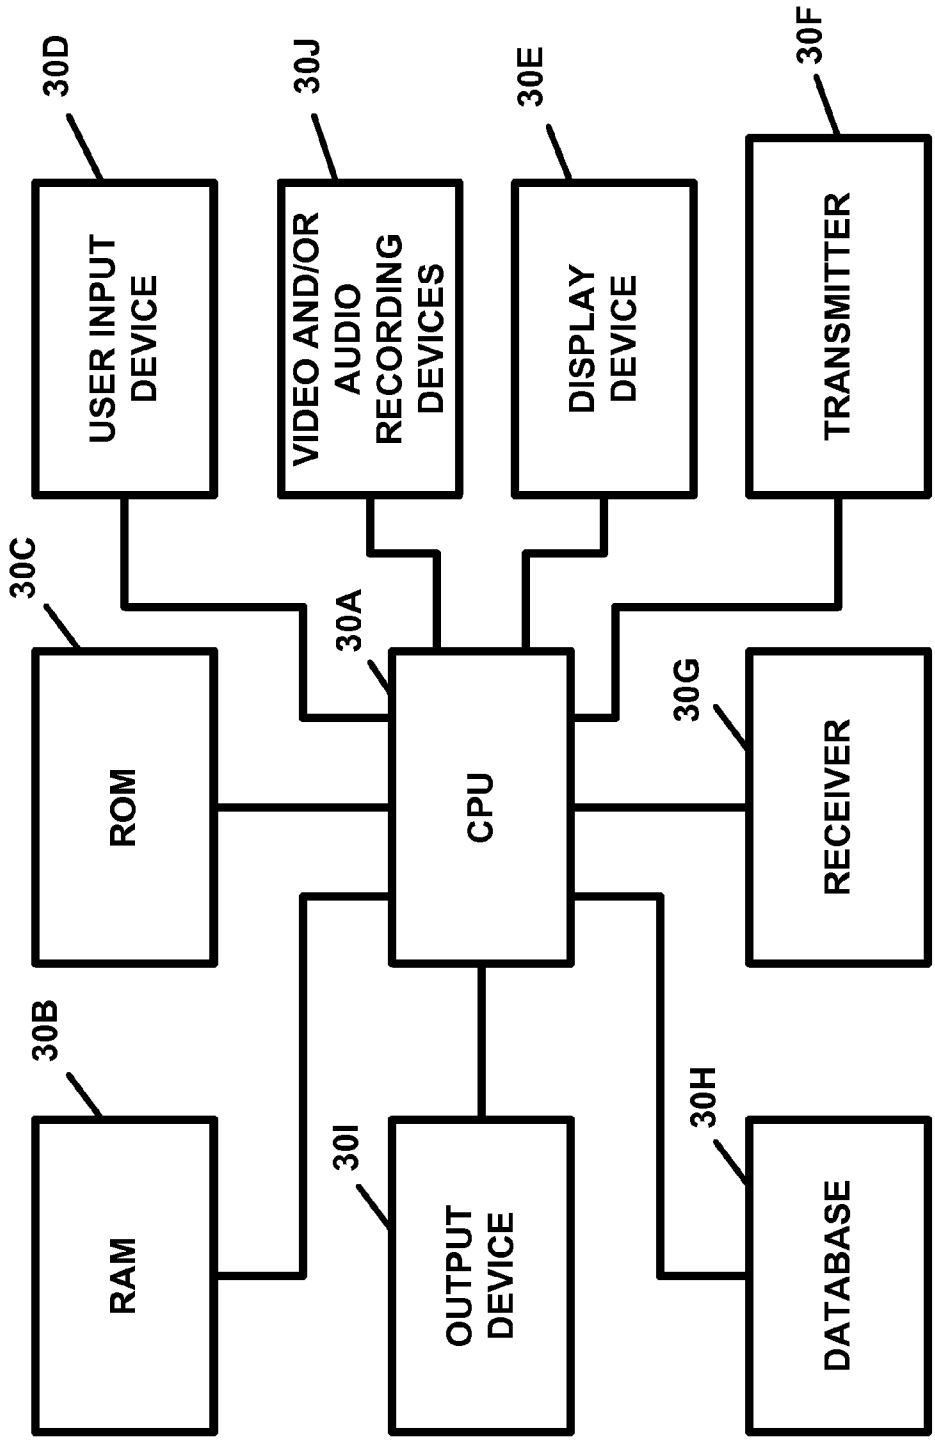 30B
RAM
30C
ROM
30D
USER INPUT
DEVICE
30I
OUTPUT
DEVICE
30A
CPU
30J
VIDEO AND/OR
AUDIO
RECORDING
DEVICES
30E
DISPLAY
DEVICE
30H
DATABASE
30G
RECEIVER
30F
TRANSMITTER